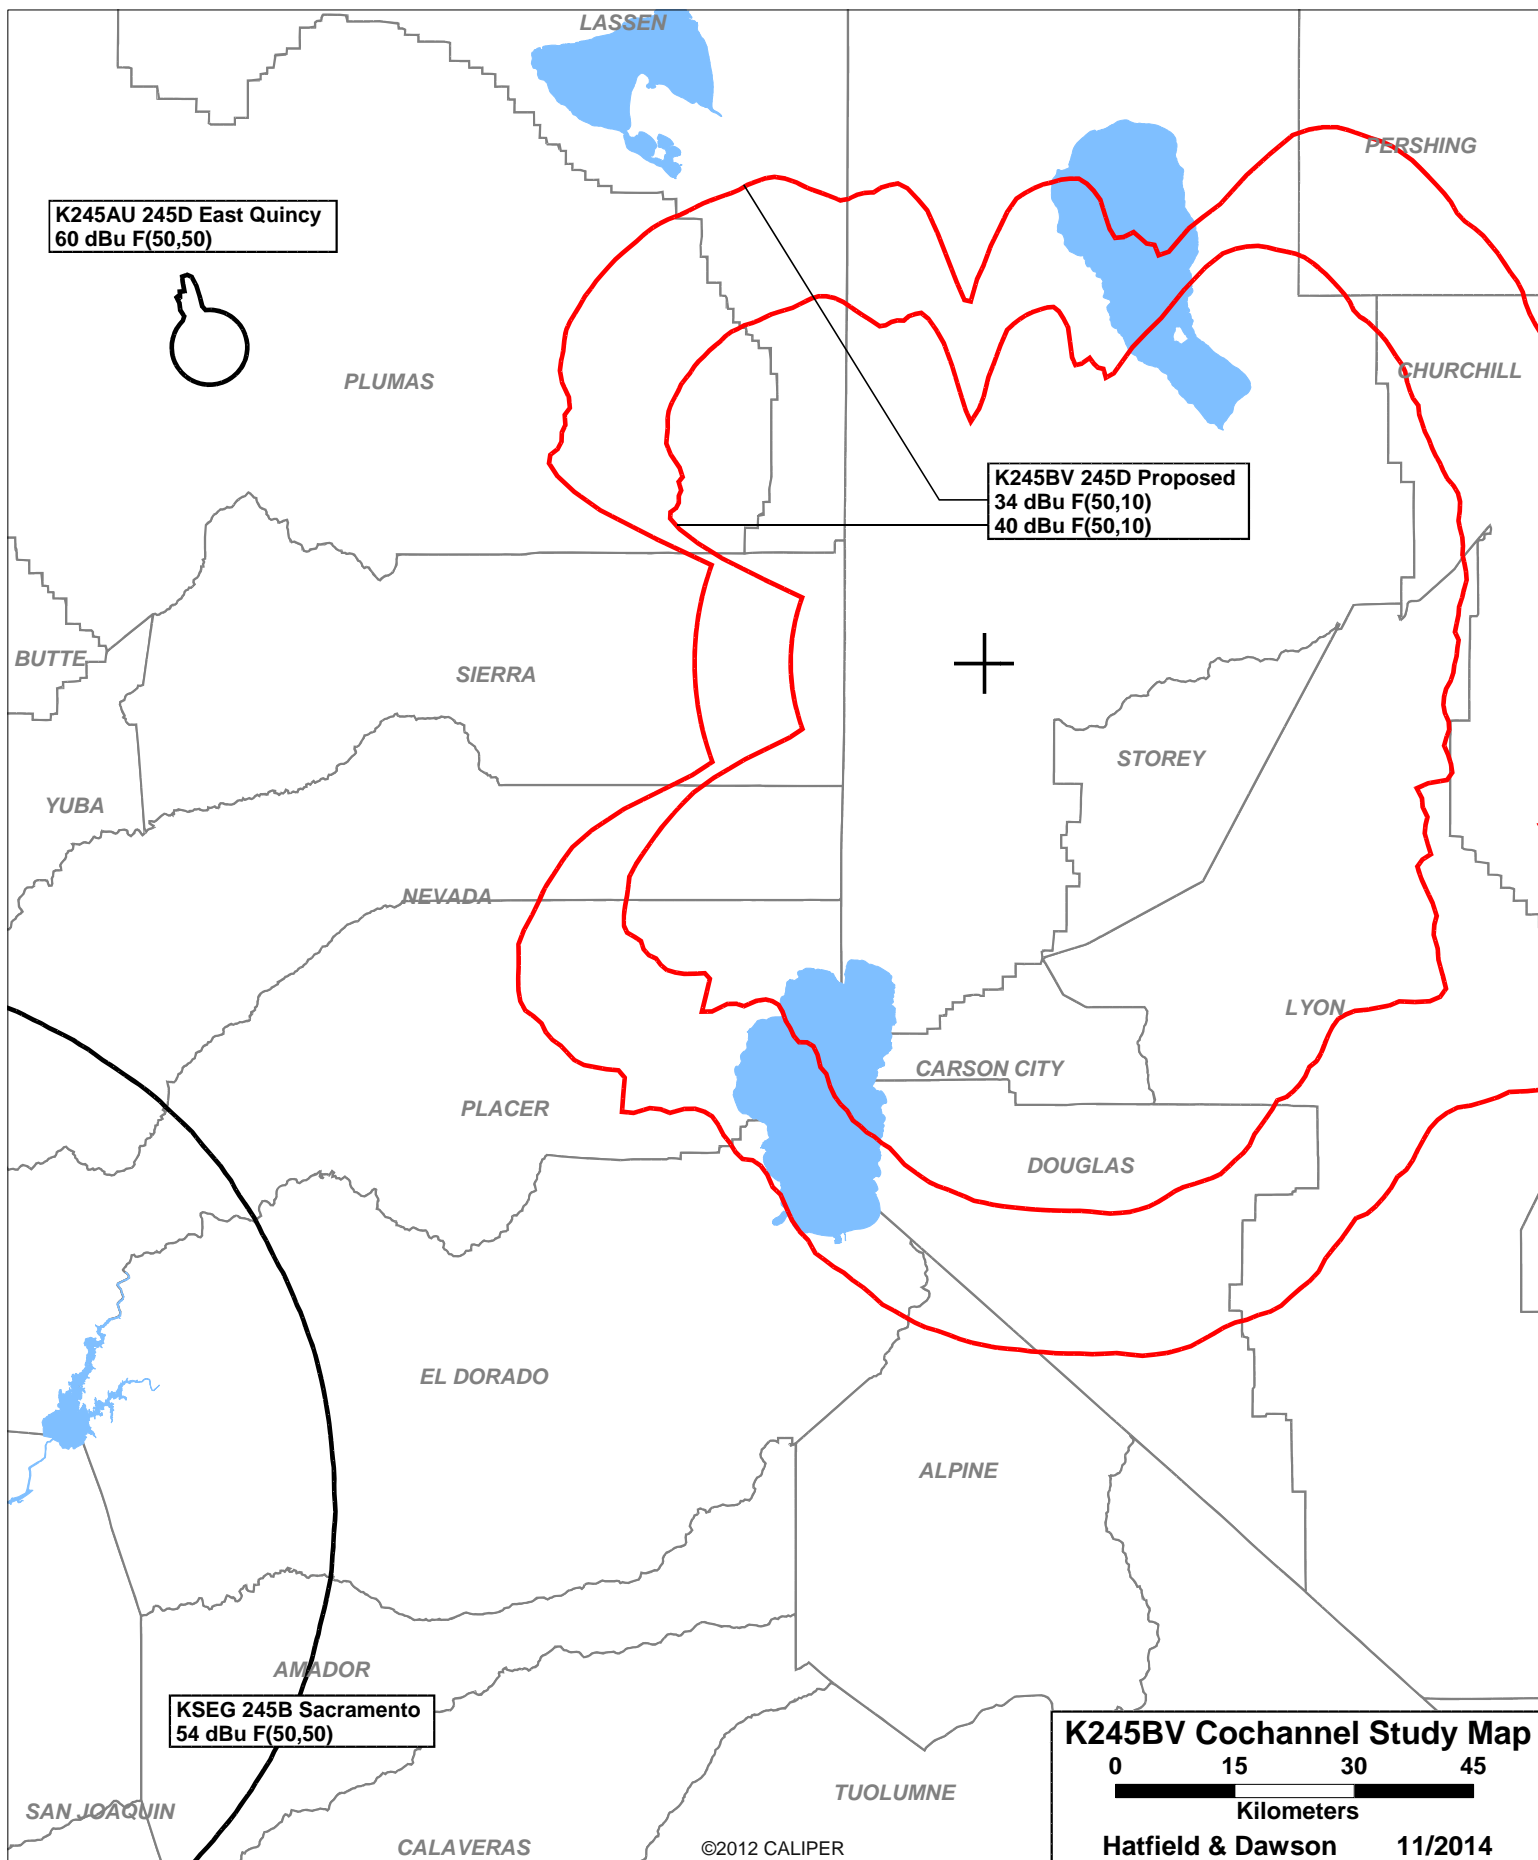 LASSEN
PERSHING
K245AU 245D East Quincy
60 dBu F(50,50)
PLUMAS
CHURCHILL
K245BV 245D Proposed
34 dBu F(50,10)
40 dBu F(50,10)
BUTTE
SIERRA
STOREY
YUBA
NEVADA
LYON
CARSON CITY
PLACER
DOUGLAS
EL DORADO
ALPINE
AMADOR
KSEG 245B Sacramento
54 dBu F(50,50)
K245BV Cochannel Study Map
0 15 30 45
Kilometers
Hatfield & Dawson 11/2014
TUOLUMNE
SAN JOAQUIN
CALAVERAS
©2012 CALIPER